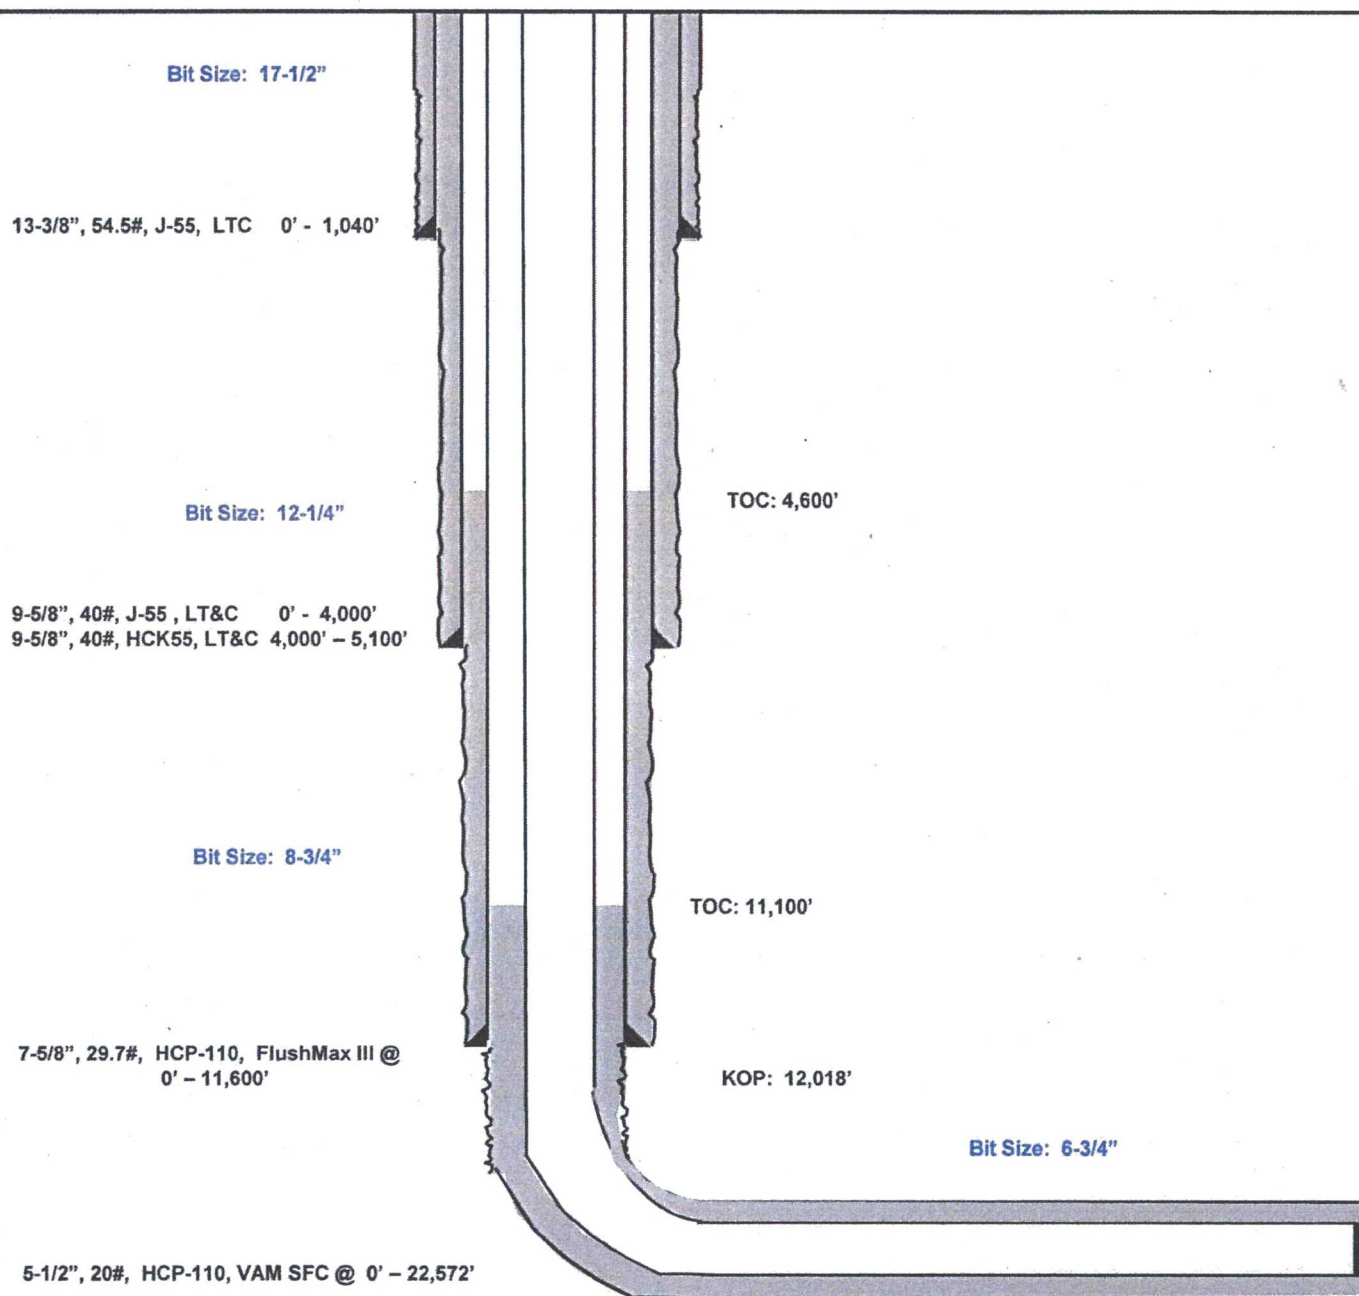 Bit Size: 17-1/2”
13-3/8”, 54.5#, J-55, LTC 0’ - 1,040’
Bit Size: 12-1/4”
TOC: 4,600’
9-5/8”, 40#, J-55 , LT&C 0’ - 4,000’
9-5/8”, 40#, HCK55, LT&C 4,000’ – 5,100’
Bit Size: 8-3/4”
TOC: 11,100’
7-5/8”, 29.7#, HCP-110, FlushMax III @
0’ – 11,600’
KOP: 12,018’
Bit Size: 6-3/4”
5-1/2”, 20#, HCP-110, VAM SFC @ 0’ – 22,572’